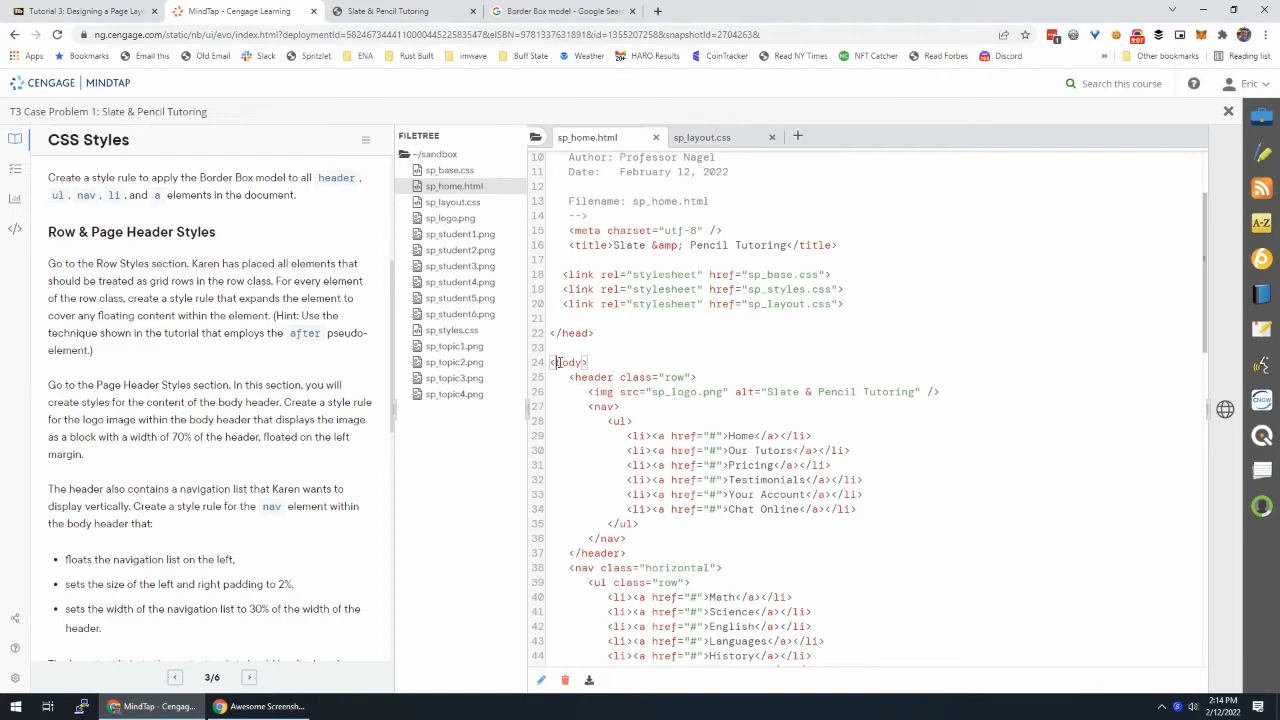 Tutorial 3: Designing a Page Layo
MindTap - Cengage Learning
Slate & Pencil Tutoring
Border Box model - Google Sear
ng.cengage.com/static/nb/ui/evo/index.html?deploymentId=5824673444110000445225835​47&eISBN=9781337631891&id=1355207258&snapshotId=2704263&
Apps
Bookmarks
Email this
Old Email
Slack
Splitcity
ENA
Rust Built
imwave
Buff State
Weather
HARO Results
CoinTracker
Read NY Times
NFT Catcher
Read Forbes
Discord
Other bookmarks
Reading list
CENGAGE | MINDTAP
Search this course
Eric
T3 Case Problem 1: Slate & Pencil Tutoring
CSS Styles
Create a style rule to apply the Border Box model to all header,
ul, nav, li, and a elements in the document.
Row & Page Header Styles
Go to the Row Styles section. Karen has placed all elements that
should be treated as grid rows in the row class. For every element
of the row class, create a style rule that expands the element to
cover any floating content within the element. (Hint: Use the
technique shown in the tutorial that employs the after pseudo-
element.)
Go to the Page Header Styles section. In this section, you will
create styles for the content of the body header. Create a style rule
for the logo image within the body header that displays the image
as a block with a width of 70% of the header, floated on the left
margin.
The header also contains a navigation list that Karen wants to
display vertically. Create a style rule for the nav element within
the body header that:
floats the navigation list on the left,
sets the size of the left and right padding to 2%,
sets the width of the navigation list to 30% of the width of the
header.
3/6
FILETREE
~/sandbox
sp_base.css
sp_home.html
sp_layout.css
sp_logo.png
sp_student1.png
sp_student2.png
sp_student3.png
sp_student4.png
sp_student5.png
sp_student6.png
sp_styles.css
sp_topic1.png
sp_topic2.png
sp_topic3.png
sp_topic4.png
sp_home.html
sp_layout.css
10 Author: Professor Nagel
11 Date: February 12, 2022
12
13 Filename: sp_home.html
14 -->
15 <meta charset="utf-8" />
16 <title>Slate &amp; Pencil Tutoring</title>
17
18 <link rel="stylesheet" href="sp_base.css">
19 <link rel="stylesheet" href="sp_styles.css">
20 <link rel="stylesheet" href="sp_layout.css">
21
22 </head>
23
24 <body>
25 <header class="row">
26 <img src="sp_logo.png" alt="Slate & Pencil Tutoring" />
27 <nav>
28 <ul>
29 <li><a href="#">Home</a></li>
30 <li><a href="#">Our Tutors</a></li>
31 <li><a href="#">Pricing</a></li>
32 <li><a href="#">Testimonials</a></li>
33 <li><a href="#">Your Account</a></li>
34 <li><a href="#">Chat Online</a></li>
35 </ul>
36 </nav>
37 </header>
38 <nav class="horizontal">
39 <ul class="row">
40 <li><a href="#">Math</a></li>
41 <li><a href="#">Science</a></li>
42 <li><a href="#">English</a></li>
43 <li><a href="#">Languages</a></li>
44 <li><a href="#">History</a></li>
A-Z
CNOW
MindTap - Cengag...
Awesome Screensh...
2:14 PM
2/12/2022